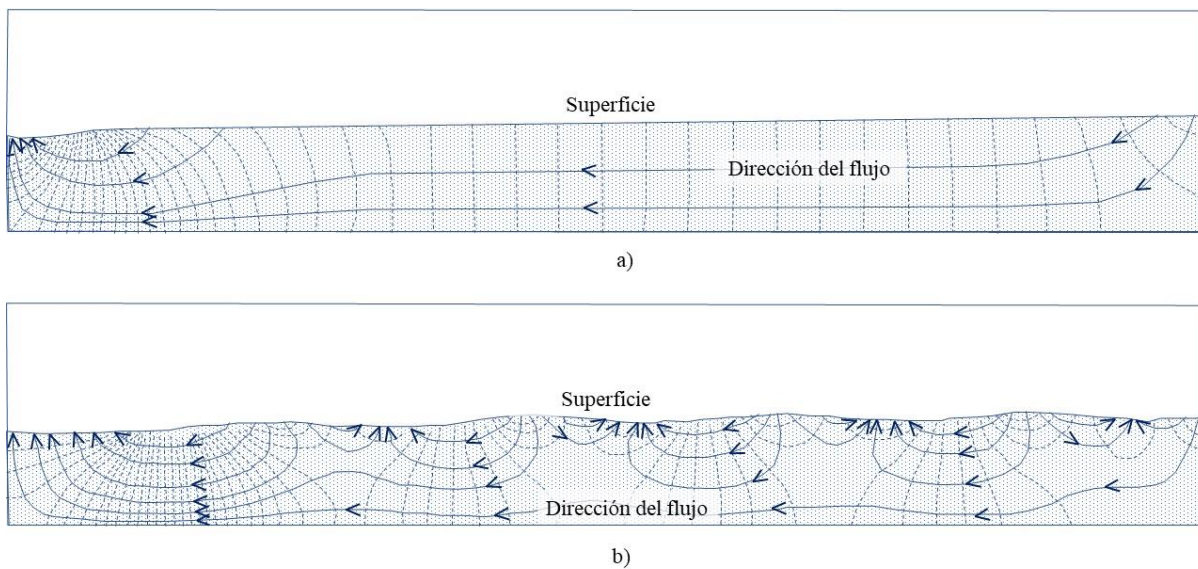 Superficie
Dirección del flujo
a)
Superficie
Dirección del flujo
b)